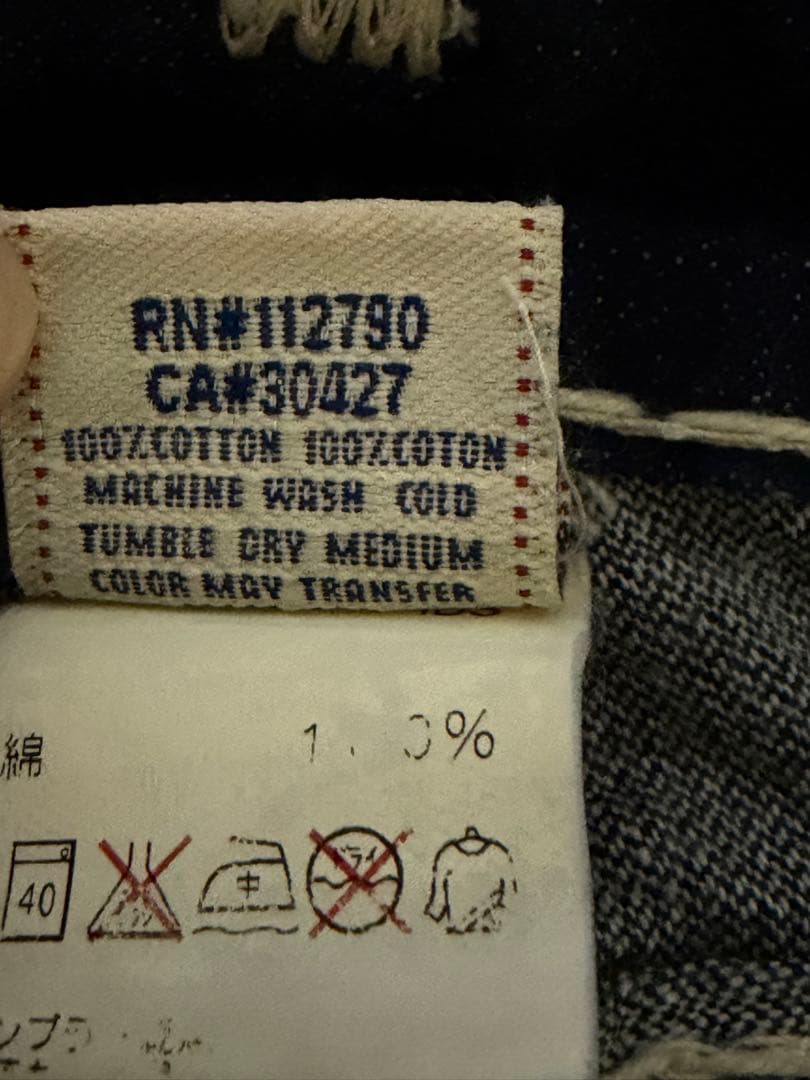 RN#112790
CA#30427
100%COTTON 100%COTON
MACHINE WASH COLD
TUMBLE DRY MEDIUM
COLOR MAY TRANSFER
綿 %
40 中